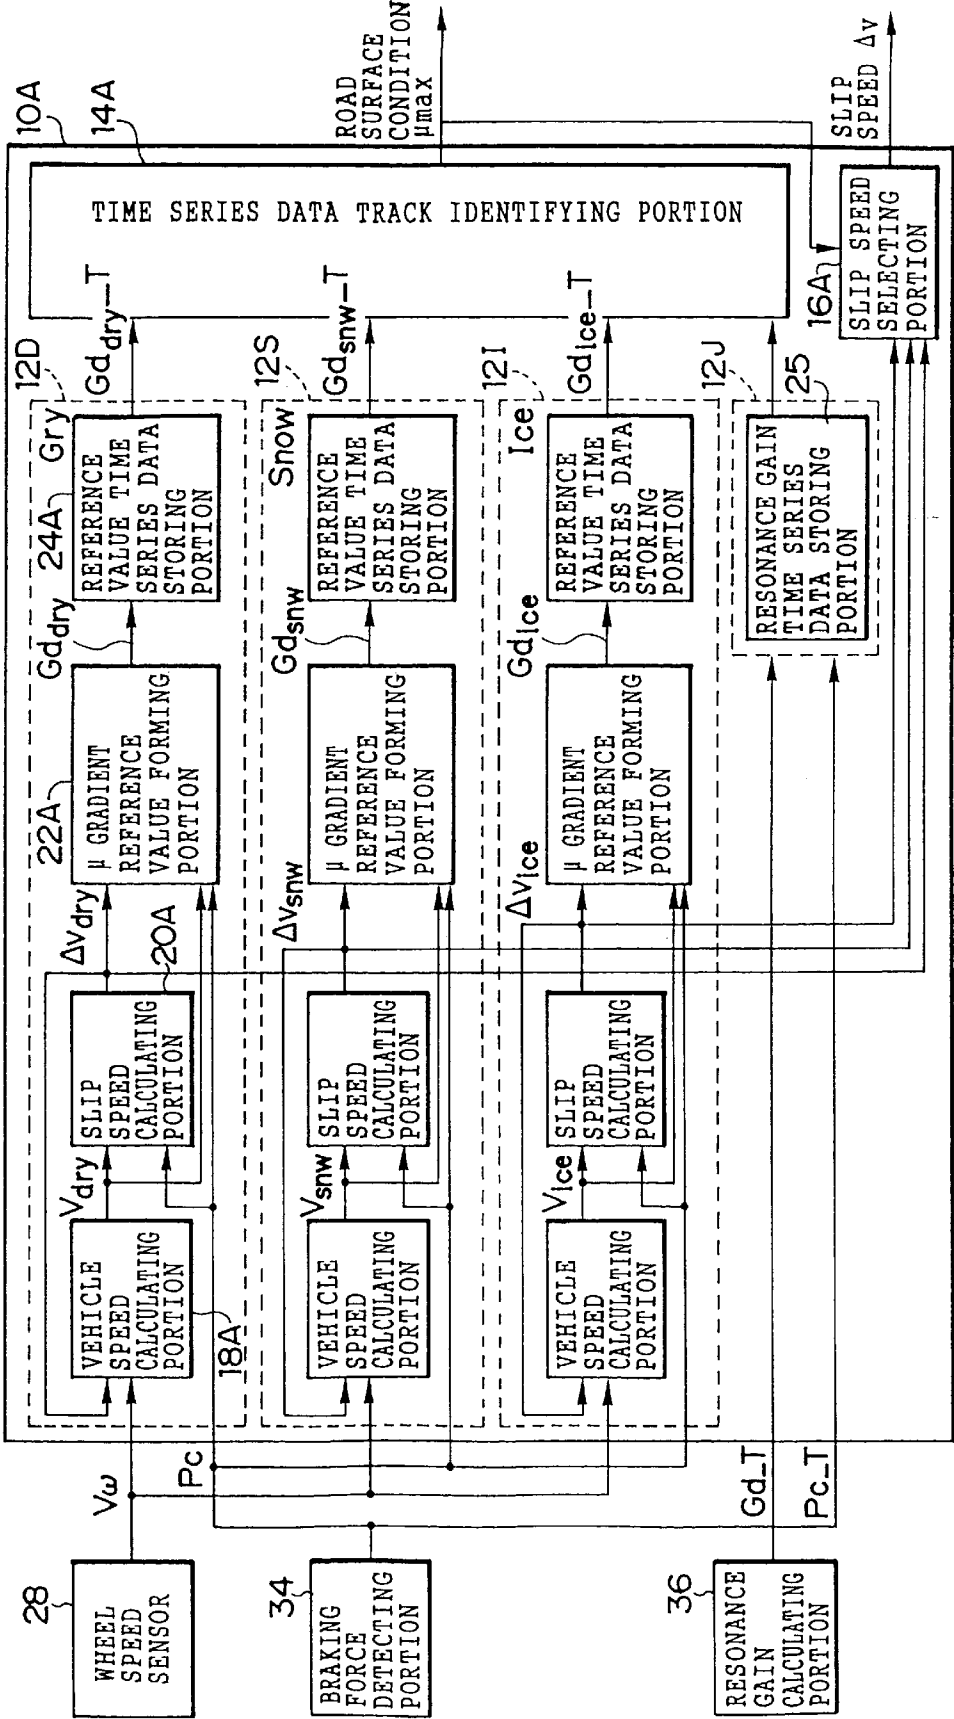 10A
14A
TIME SERIES DATA TRACK IDENTIFYING PORTION
ROAD
SURFACE
CONDITION
μmax
SLIP
SPEED Δv
16A
SLIP SPEED
SELECTING
PORTION
28
WHEEL
SPEED
SENSOR
Vω
34
BRAKING
FORCE
DETECTING
PORTION
Pc
36
RESONANCE
GAIN
CALCULATING
PORTION
Gd_T
Pc_T
12D
VEHICLE
SPEED
CALCULATING
PORTION
18A
Vdry
SLIP
SPEED
CALCULATING
PORTION
20A
Δvdry
22A
μ GRADIENT
REFERENCE
VALUE FORMING
PORTION
Gddry
24A
Gry
REFERENCE
VALUE TIME
SERIES DATA
STORING
PORTION
Gddry_T
12S
VEHICLE
SPEED
CALCULATING
PORTION
Vsnw
SLIP
SPEED
CALCULATING
PORTION
Δvsnw
μ GRADIENT
REFERENCE
VALUE FORMING
PORTION
Gdsnw
Snow
REFERENCE
VALUE TIME
SERIES DATA
STORING
PORTION
Gdsnw_T
12I
VEHICLE
SPEED
CALCULATING
PORTION
Vice
SLIP
SPEED
CALCULATING
PORTION
Δvice
μ GRADIENT
REFERENCE
VALUE FORMING
PORTION
Gdice
Ice
REFERENCE
VALUE TIME
SERIES DATA
STORING
PORTION
Gdice_T
12J
25
RESONANCE GAIN
TIME SERIES
DATA STORING
PORTION